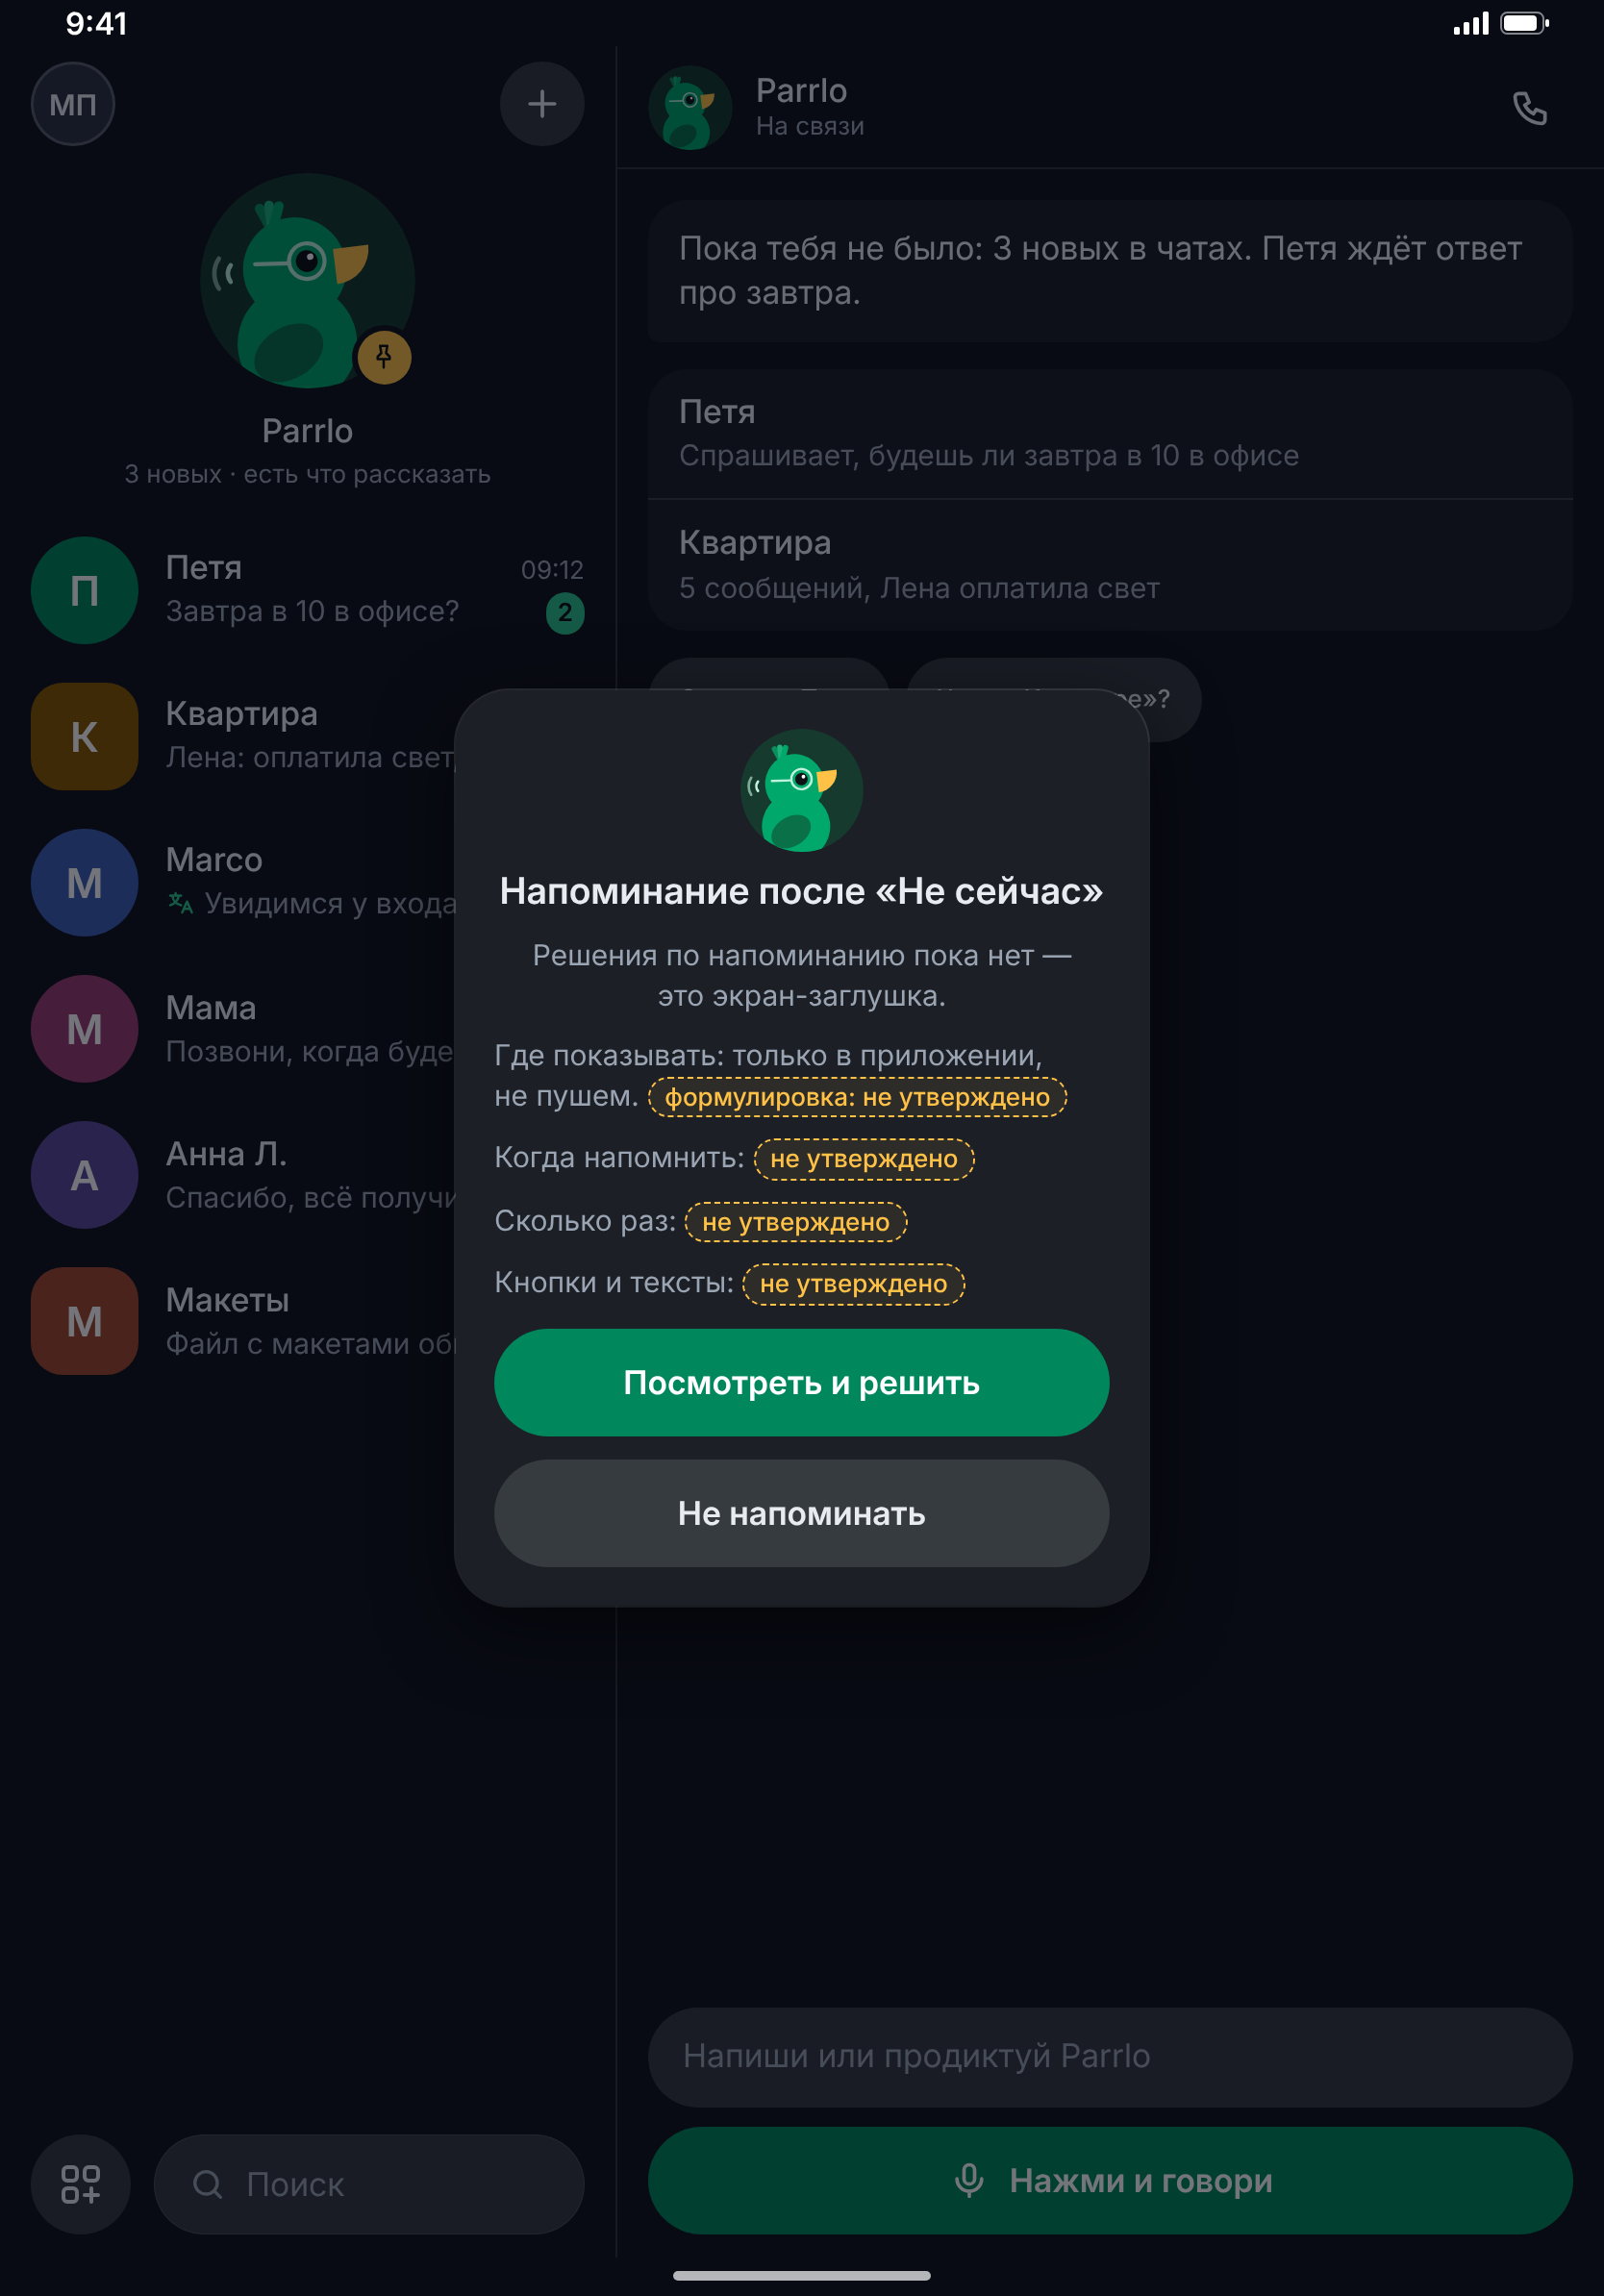 9:41
МП
Parrlo
3 новых · есть что рассказать
П
Петя
09:12
Завтра в 10 в офисе?
2
К
Квартира
Лена: оплатила свет
М
Marco
Увидимся у входа
М
Мама
Позвони, когда буде
А
Анна Л.
Спасибо, всё получи
М
Макеты
Файл с макетами
Поиск
Parrlo
На связи
Пока тебя не было: 3 новых в чатах. Петя ждёт ответ
про завтра.
Петя
Спрашивает, будешь ли завтра в 10 в офисе
Квартира
5 сообщений, Лена оплатила свет
Напоминание после «Не сейчас»
Решения по напоминанию пока нет —
это экран-заглушка.
Где показывать: только в приложении,
не пушем. формулировка: не утверждено
Когда напомнить: не утверждено
Сколько раз: не утверждено
Кнопки и тексты: не утверждено
Посмотреть и решить
Не напоминать
Напиши или продиктуй Parrlo
Нажми и говори